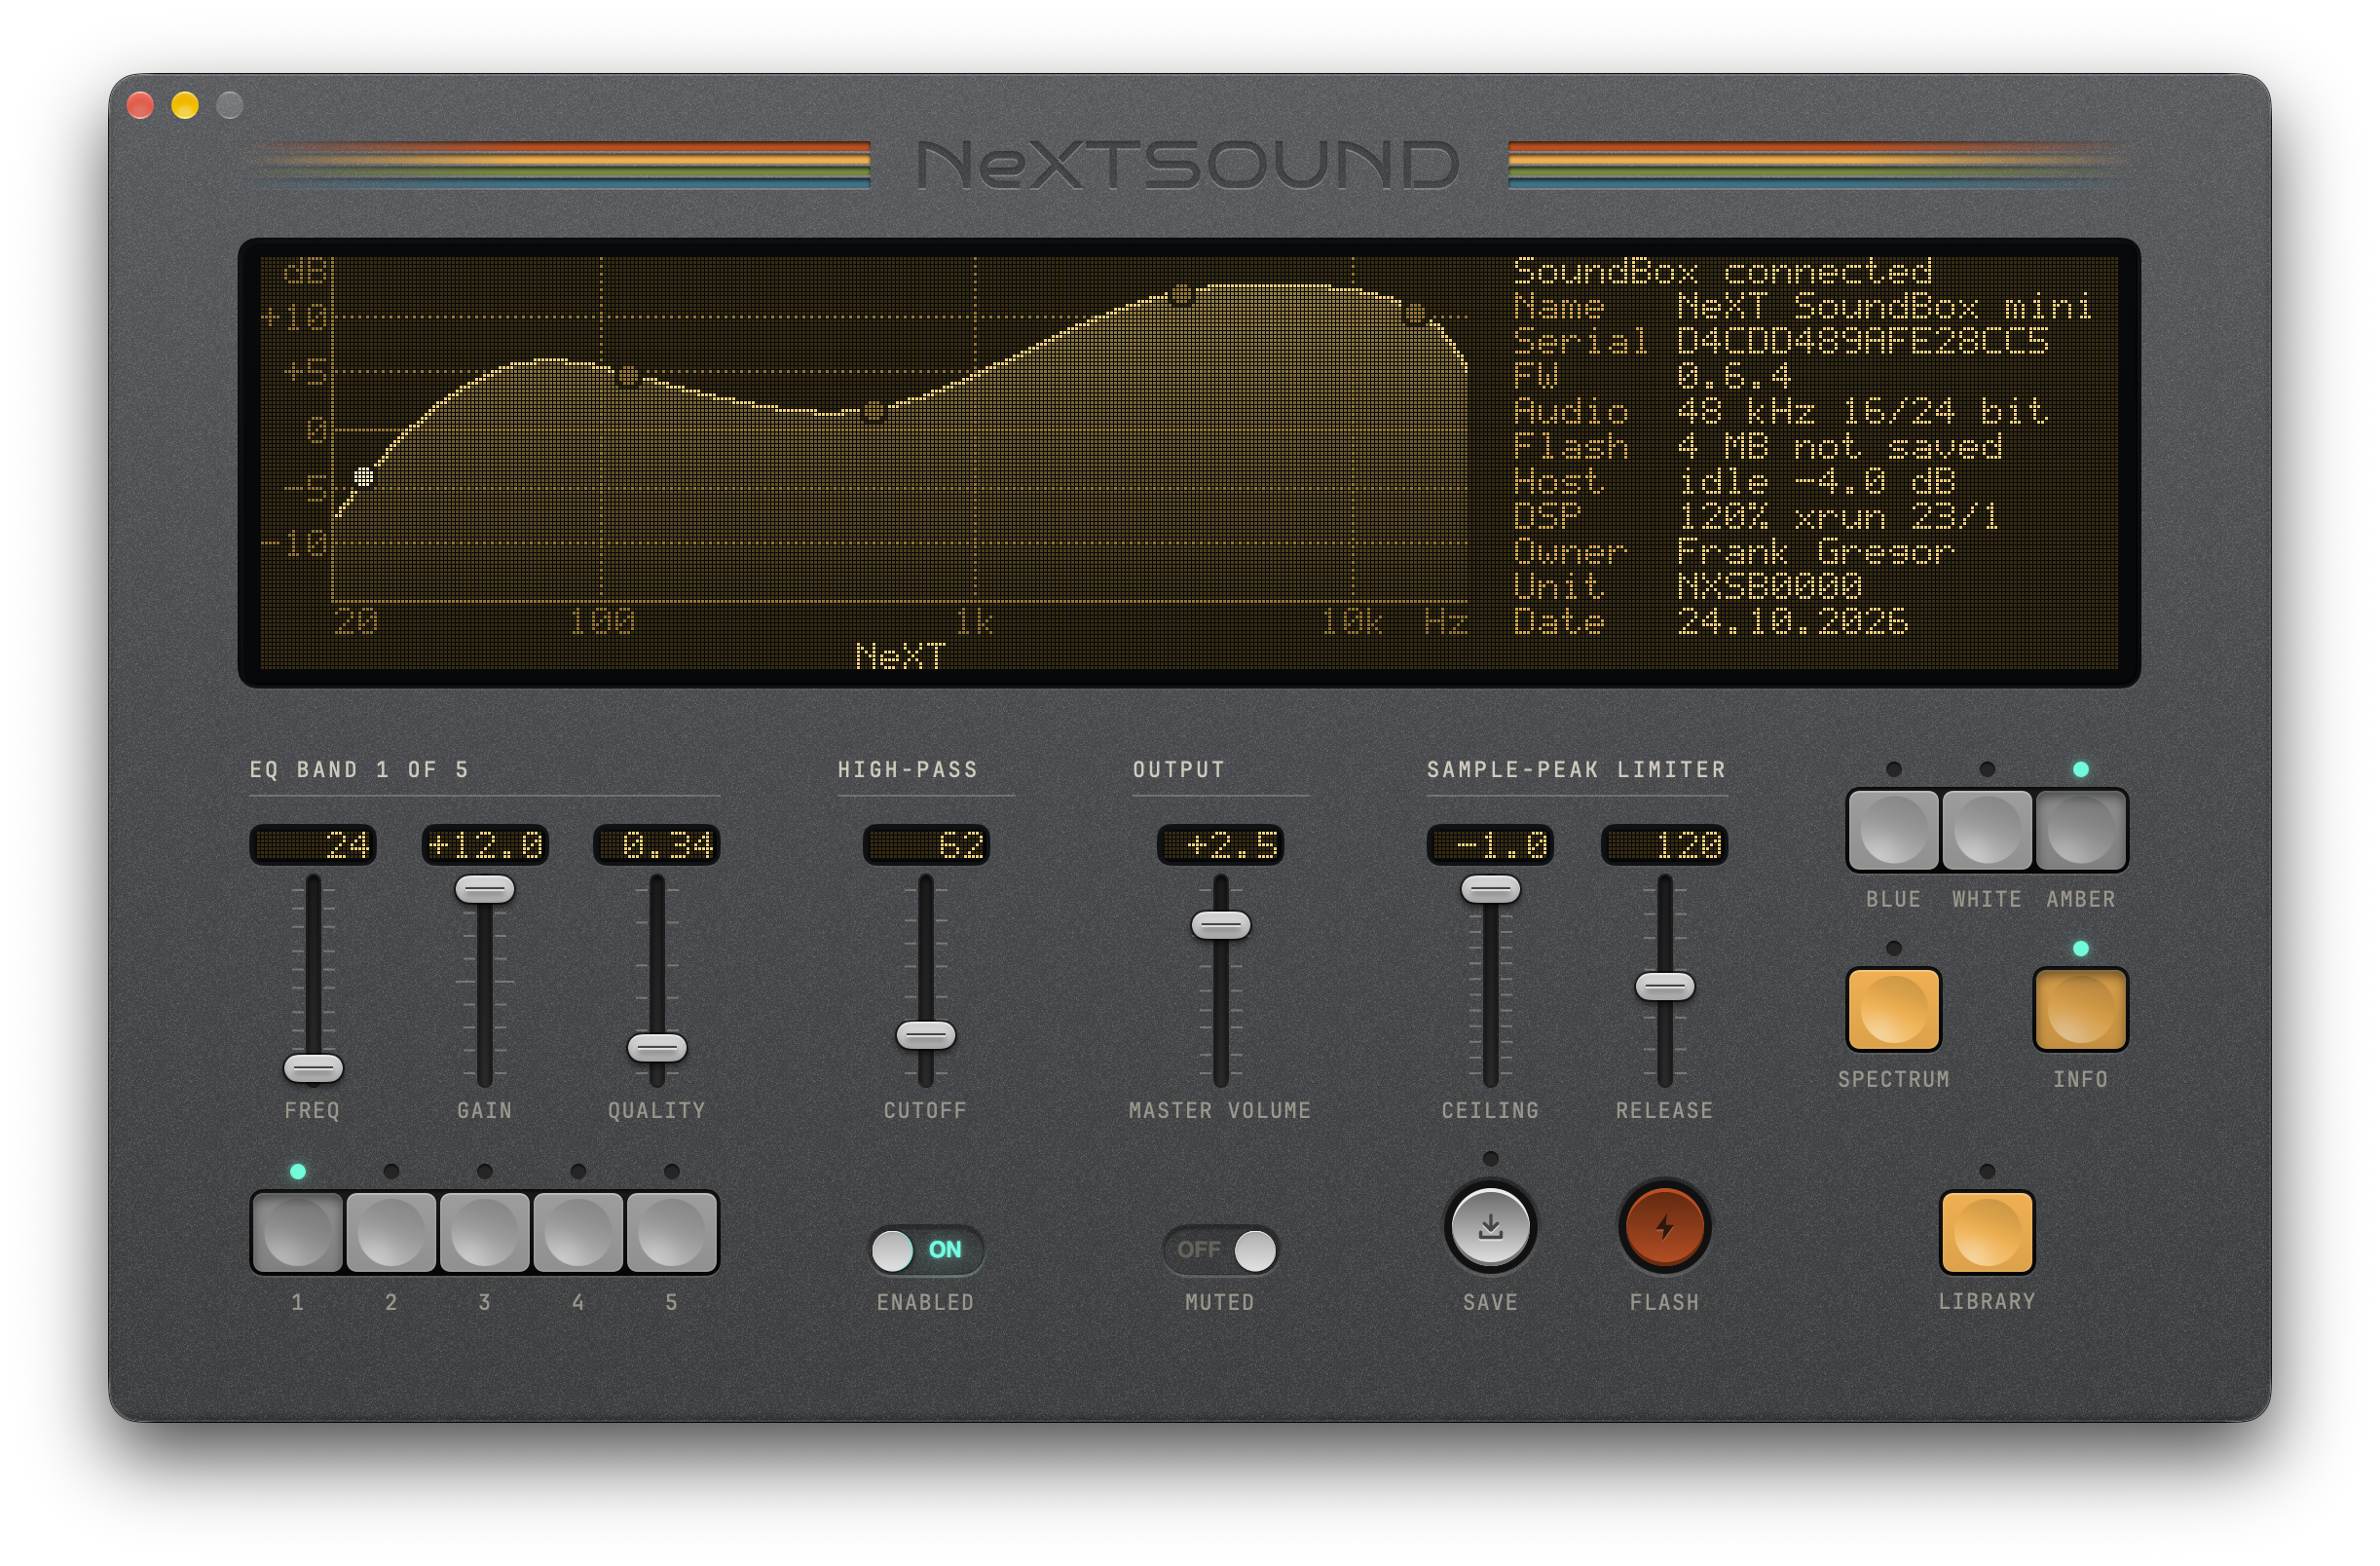 NeXTSOUND
dB
+10
+5
0
-5
-10
20 100 1k 10k Hz
NeXT
SoundBox connected
Name NeXT SoundBox mini
Serial D4CDD489AFE28CC5
FW 0.6.4
Audio 48 kHz 16/24 bit
Flash 4 MB not saved
Host idle -4.0 dB
DSP 120% xrun 23/1
Owner Frank Gregor
Unit NXSB0000
Date 24.10.2026
EQ BAND 1 OF 5
24 +12.0 0.34
FREQ GAIN QUALITY
1 2 3 4 5
HIGH-PASS
62
CUTOFF
ON
ENABLED
OUTPUT
+2.5
MASTER VOLUME
OFF
MUTED
SAMPLE-PEAK LIMITER
-1.0 120
CEILING RELEASE
SAVE FLASH
BLUE WHITE AMBER
SPECTRUM INFO
LIBRARY